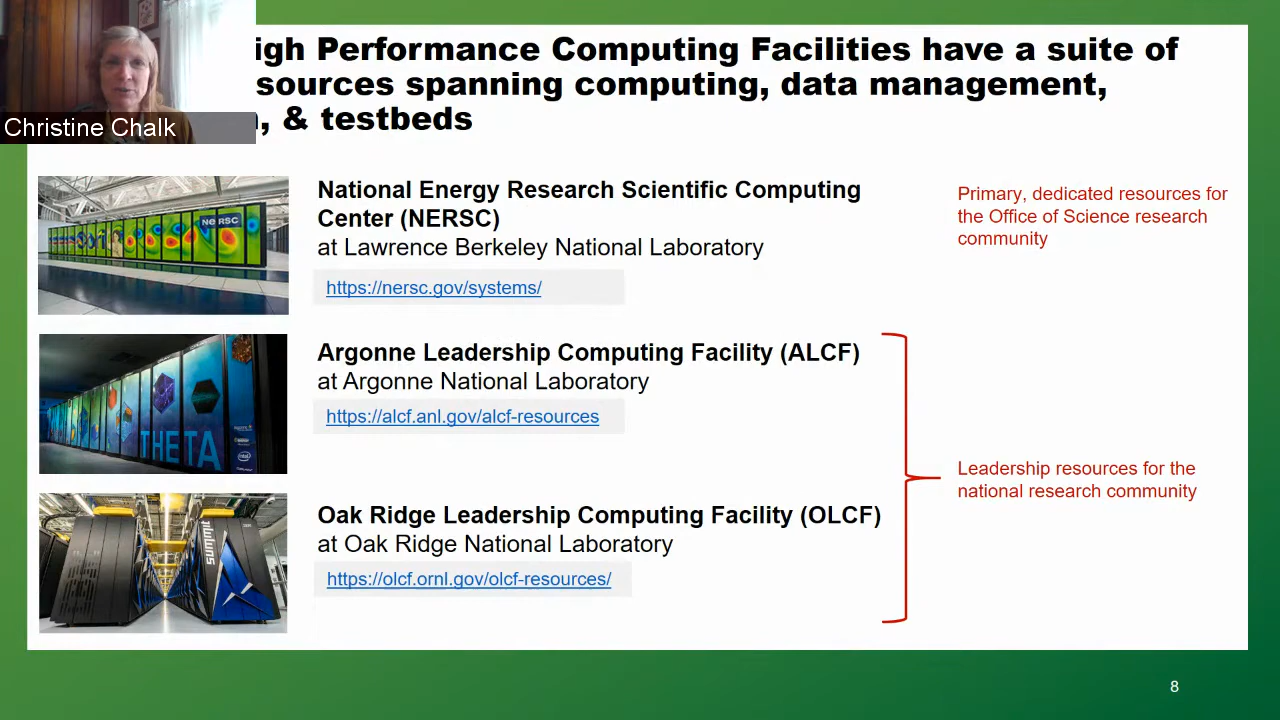 igh Performance Computing Facilities have a suite of
sources spanning computing, data management,
, & testbeds
Christine Chalk
NERSC
National Energy Research Scientific Computing
Center (NERSC)
at Lawrence Berkeley National Laboratory
https://nersc.gov/systems/
Primary, dedicated resources for
the Office of Science research
community
THETA
intel
Argonne Leadership Computing Facility (ALCF)
at Argonne National Laboratory
https://alcf.anl.gov/alcf-resources
Leadership resources for the
national research community
SUMMIT
Oak Ridge Leadership Computing Facility (OLCF)
at Oak Ridge National Laboratory
https://olcf.ornl.gov/olcf-resources/
8